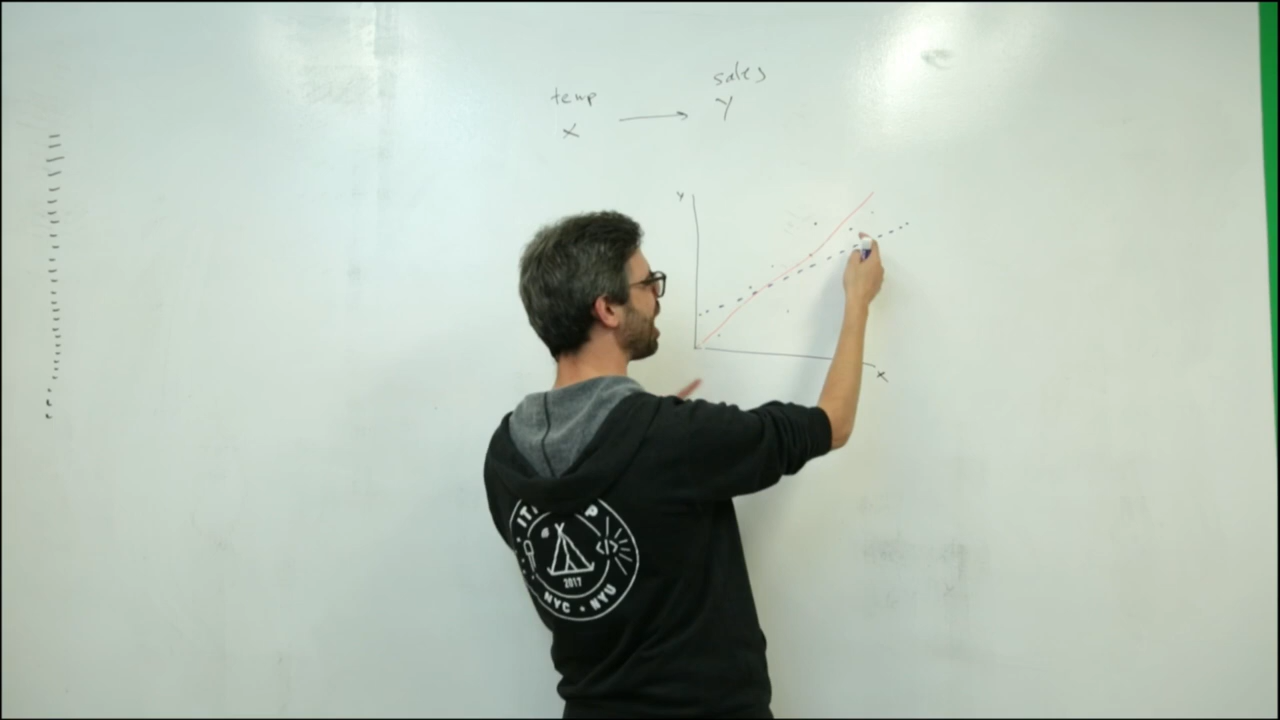 sales
temp
Y
X
y
x
2017
NYC • NYU